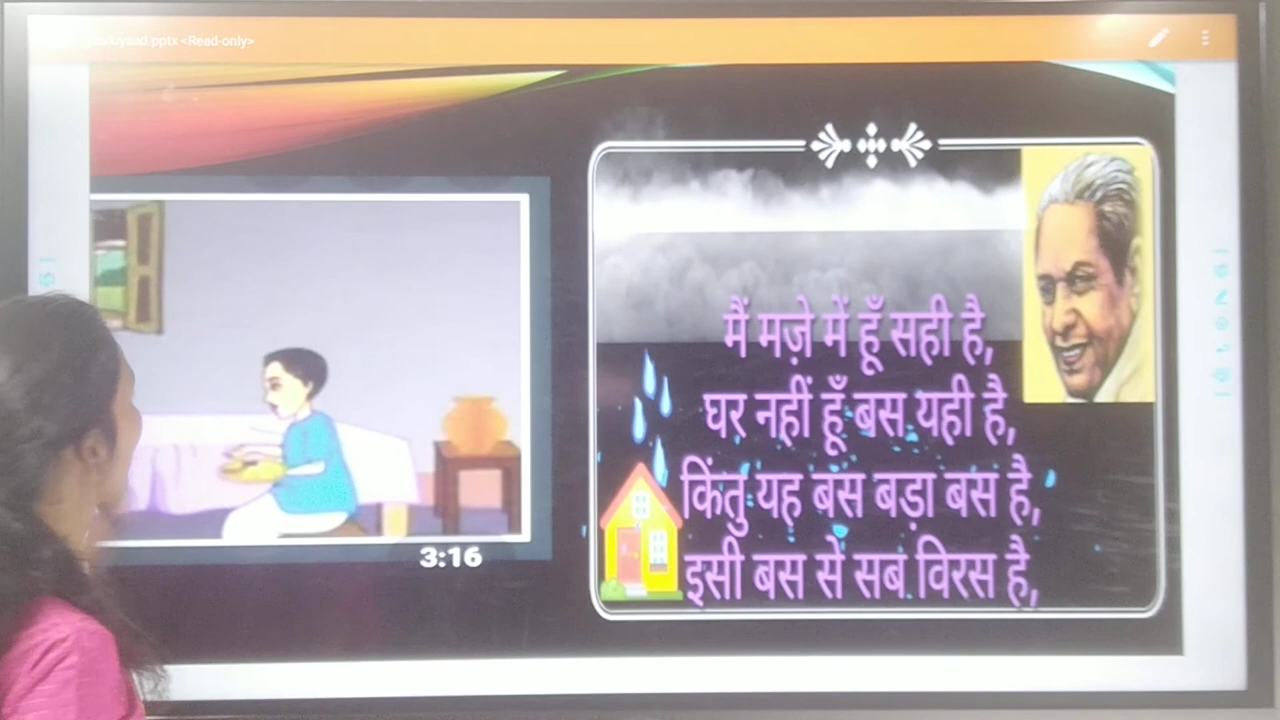 .pptx <Read-only>
मैं मज़े में हूँ सही है,
घर नहीं हूँ बस यही है,
किंतु यह बस बड़ा बस है,
इसी बस से सब विरस है,
3:16